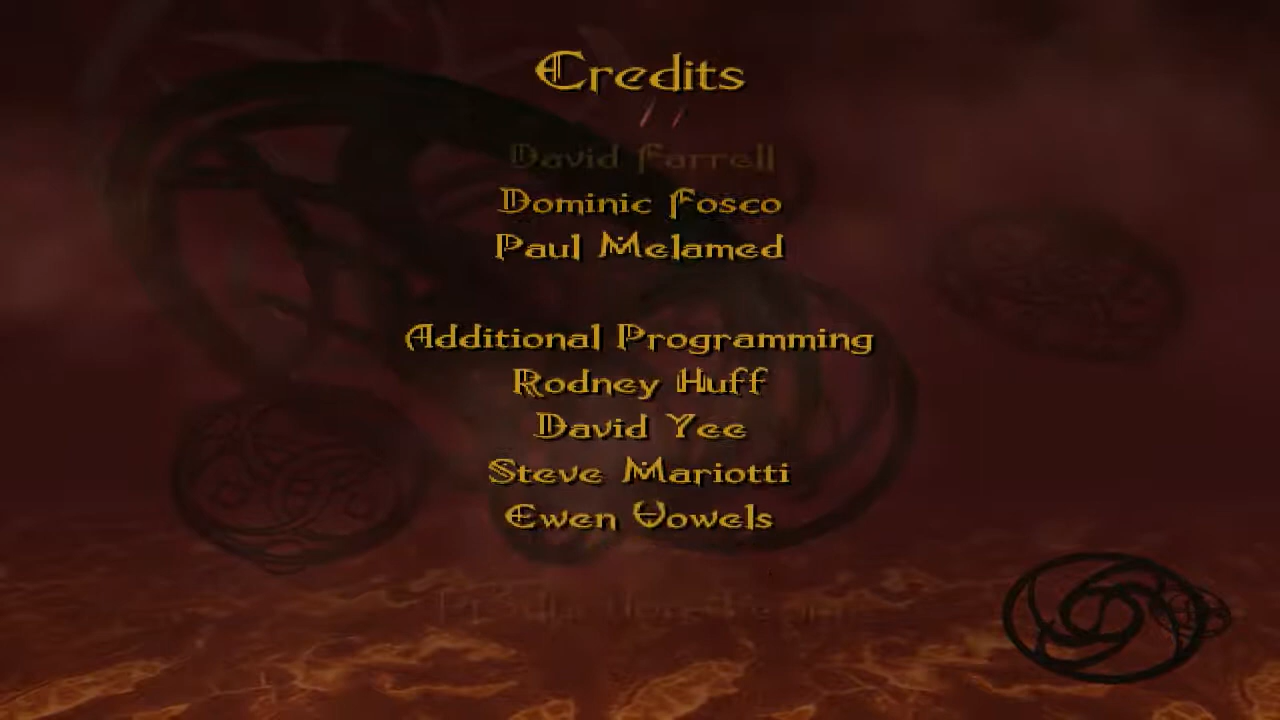 Credits
David Farrell
Dominic Fosco
Paul Melamed
Additional Programming
Rodney Huff
David Yee
Steve Mariotti
Ewen Vowels